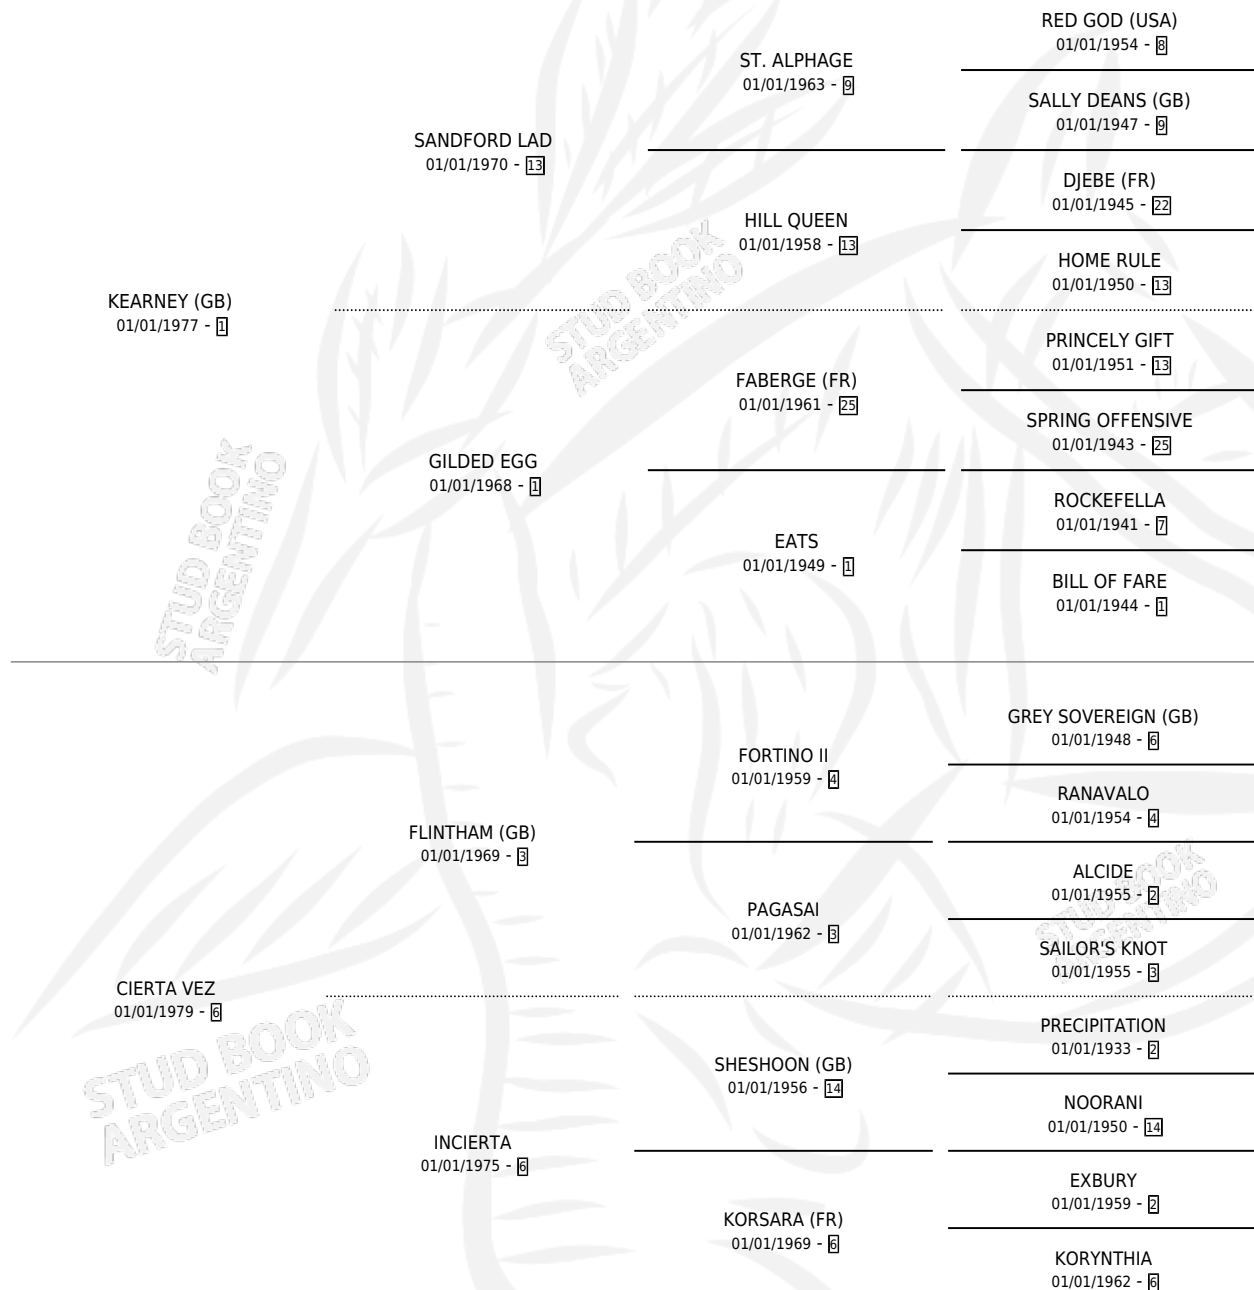 RED GOD (USA)
01/01/1954 - 8
ST. ALPHAGE
01/01/1963 - 9
SALLY DEANS (GB)
01/01/1947 - 9
SANDFORD LAD
01/01/1970 - 13
DJEBE (FR)
01/01/1945 - 22
HILL QUEEN
01/01/1958 - 13
HOME RULE
01/01/1950 - 13
KEARNEY (GB)
01/01/1977 - 1
PRINCELY GIFT
01/01/1951 - 13
FABERGE (FR)
01/01/1961 - 25
SPRING OFFENSIVE
01/01/1943 - 25
GILDED EGG
01/01/1968 - 1
ROCKEFELLA
01/01/1941 - 7
EATS
01/01/1949 - 1
BILL OF FARE
01/01/1944 - 1
GREY SOVEREIGN (GB)
01/01/1948 - 6
FORTINO II
01/01/1959 - 4
RANAVALO
01/01/1954 - 4
FLINTHAM (GB)
01/01/1969 - 3
ALCIDE
01/01/1955 - 2
PAGASAI
01/01/1962 - 3
SAILOR'S KNOT
01/01/1955 - 3
CIERTA VEZ
01/01/1979 - 6
PRECIPITATION
01/01/1933 - 2
SHESHOON (GB)
01/01/1956 - 14
NOORANI
01/01/1950 - 14
INCIERTA
01/01/1975 - 6
EXBURY
01/01/1959 - 2
KORSARA (FR)
01/01/1969 - 6
KORYNTHIA
01/01/1962 - 6
STUD BOOK
ARGENTINO
STUD BOOK
ARGENTINO
STUD BOOK
ARGENTINO
STUD BOOK
ARGENTINO